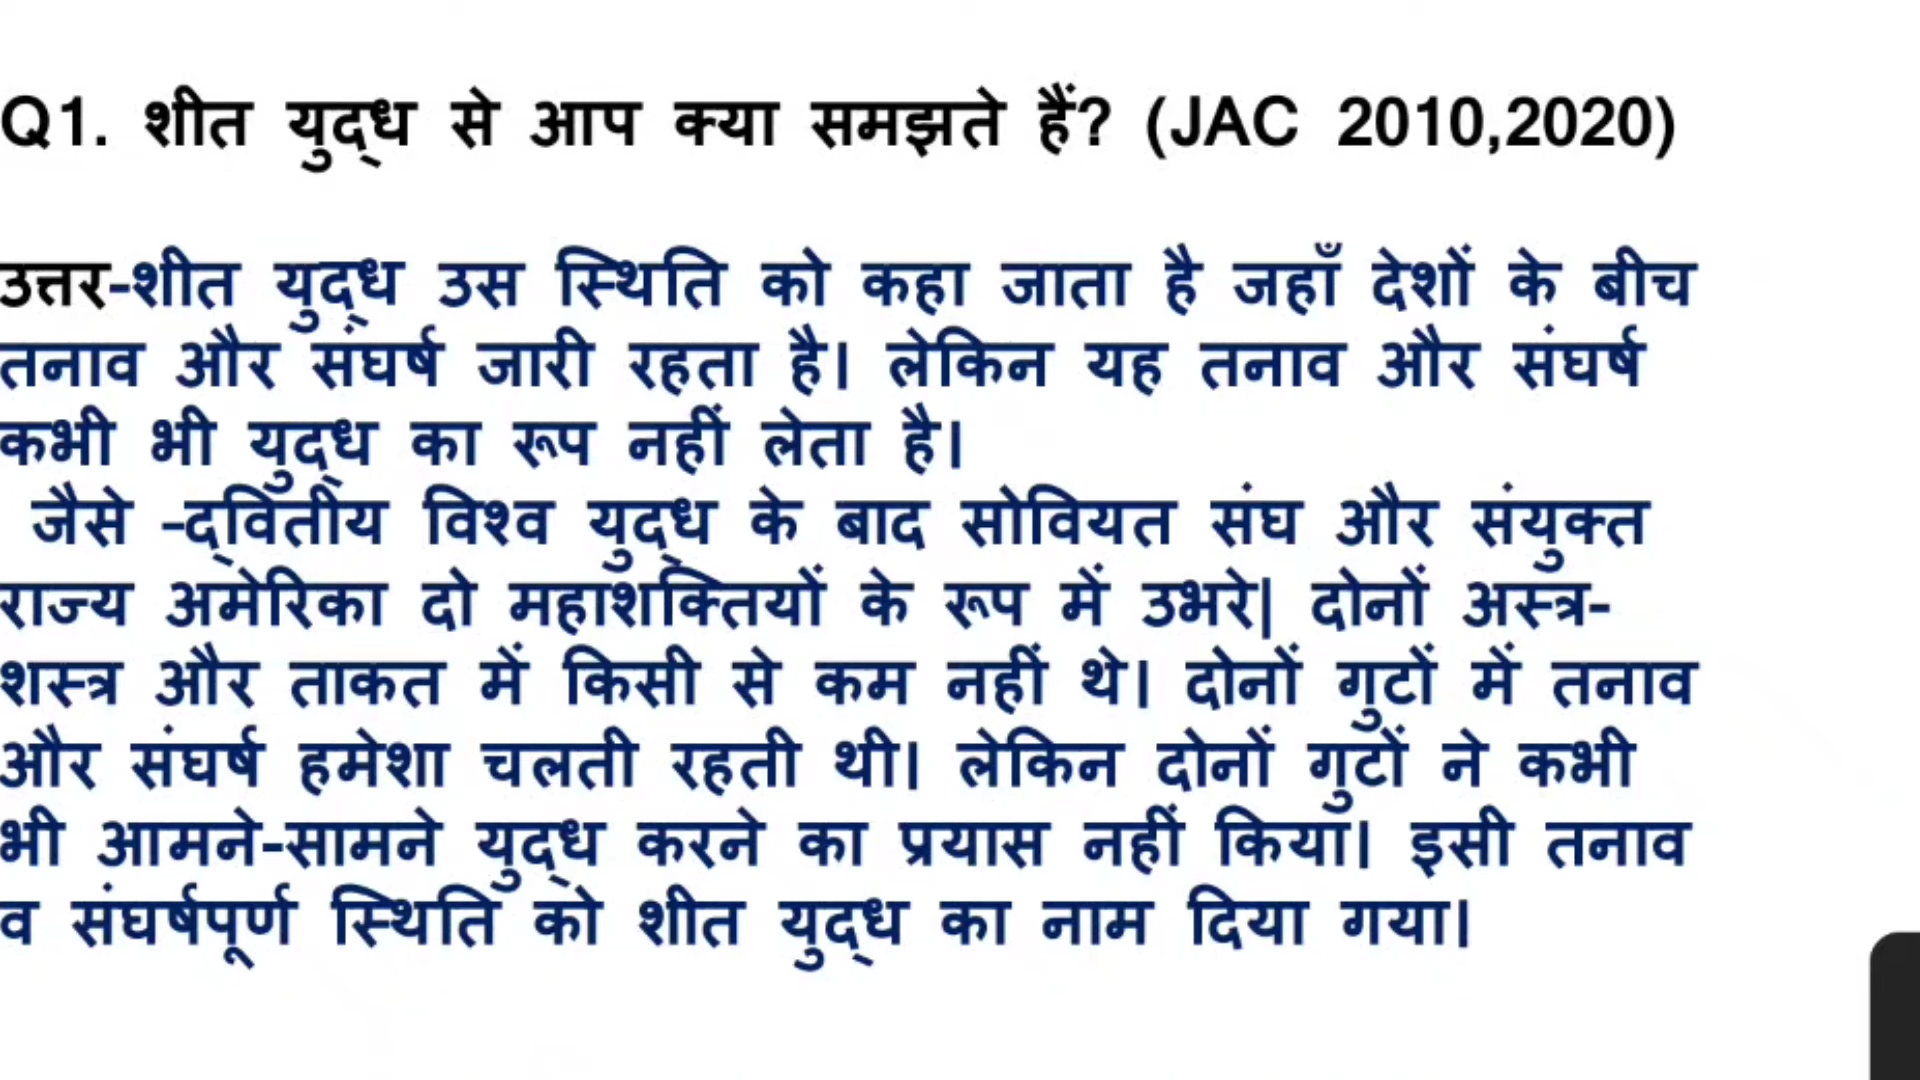 Q1. शीत युद्ध से आप क्या समझते हैं? (JAC 2010,2020)
उत्तर-शीत युद्ध उस स्थिति को कहा जाता है जहाँ देशों के बीच
तनाव और संघर्ष जारी रहता है। लेकिन यह तनाव और संघर्ष
कभी भी युद्ध का रूप नहीं लेता है।
जैसे -द्वितीय विश्व युद्ध के बाद सोवियत संघ और संयुक्त
राज्य अमेरिका दो महाशक्तियों के रूप में उभरे| दोनों अस्त्र-
शस्त्र और ताकत में किसी से कम नहीं थे। दोनों गुटों में तनाव
और संघर्ष हमेशा चलती रहती थी। लेकिन दोनों गुटों ने कभी
भी आमने-सामने युद्ध करने का प्रयास नहीं किया। इसी तनाव
व संघर्षपूर्ण स्थिति को शीत युद्ध का नाम दिया गया।